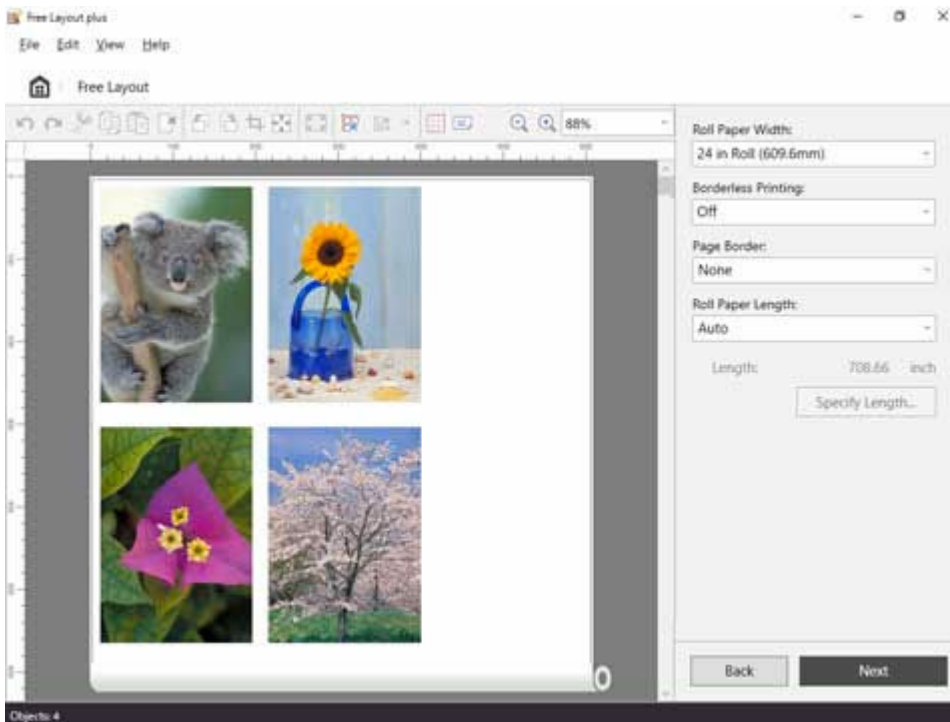 Free Layout plus
File Edit View Help
Free Layout
88%
Roll Paper Width:
24 in Roll (609.6mm)
Borderless Printing:
Off
Page Border:
None
Roll Paper Length:
Auto
Length: 708.66 inch
Specify Length...
Back Next
Objects: 4